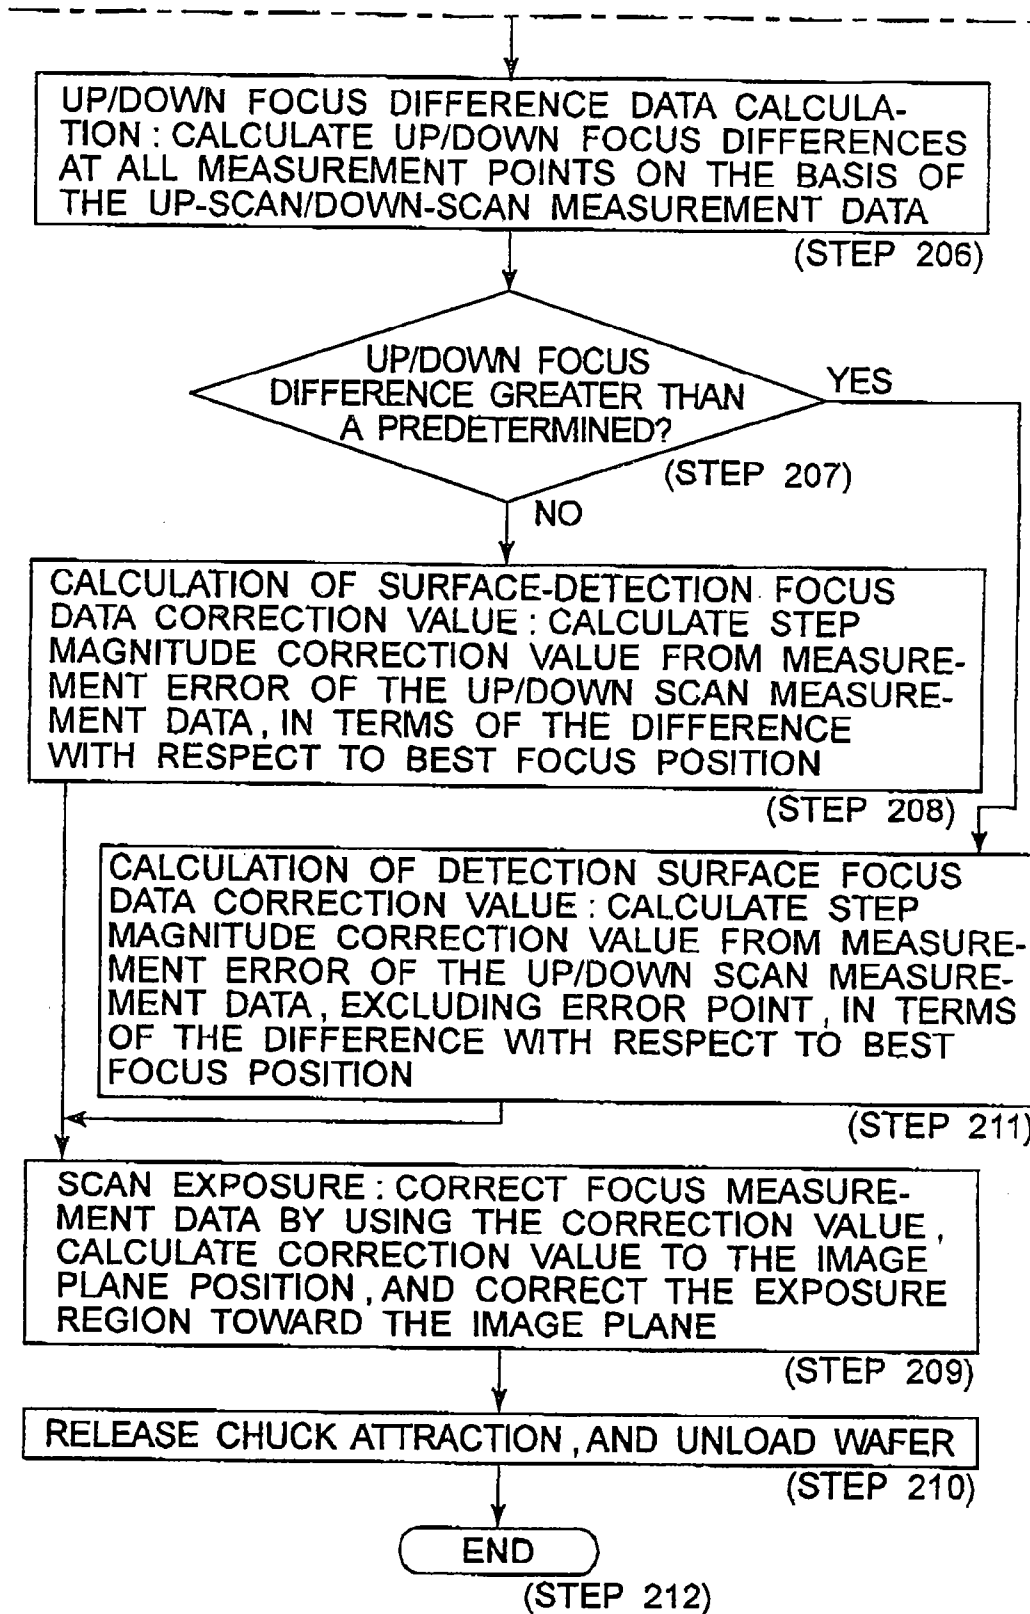 UP/DOWN FOCUS DIFFERENCE DATA CALCULA-
TION : CALCULATE UP/DOWN FOCUS DIFFERENCES
AT ALL MEASUREMENT POINTS ON THE BASIS OF
THE UP-SCAN/DOWN-SCAN MEASUREMENT DATA
(STEP 206)
UP/DOWN FOCUS
DIFFERENCE GREATER THAN
A PREDETERMINED?
YES
(STEP 207)
NO
CALCULATION OF SURFACE-DETECTION FOCUS
DATA CORRECTION VALUE : CALCULATE STEP
MAGNITUDE CORRECTION VALUE FROM MEASURE-
MENT ERROR OF THE UP/DOWN SCAN MEASURE-
MENT DATA, IN TERMS OF THE DIFFERENCE
WITH RESPECT TO BEST FOCUS POSITION
(STEP 208)
CALCULATION OF DETECTION SURFACE FOCUS
DATA CORRECTION VALUE : CALCULATE STEP
MAGNITUDE CORRECTION VALUE FROM MEASURE-
MENT ERROR OF THE UP/DOWN SCAN MEASURE-
MENT DATA, EXCLUDING ERROR POINT, IN TERMS
OF THE DIFFERENCE WITH RESPECT TO BEST
FOCUS POSITION
(STEP 211)
SCAN EXPOSURE : CORRECT FOCUS MEASURE-
MENT DATA BY USING THE CORRECTION VALUE,
CALCULATE CORRECTION VALUE TO THE IMAGE
PLANE POSITION, AND CORRECT THE EXPOSURE
REGION TOWARD THE IMAGE PLANE
(STEP 209)
RELEASE CHUCK ATTRACTION, AND UNLOAD WAFER
(STEP 210)
END
(STEP 212)